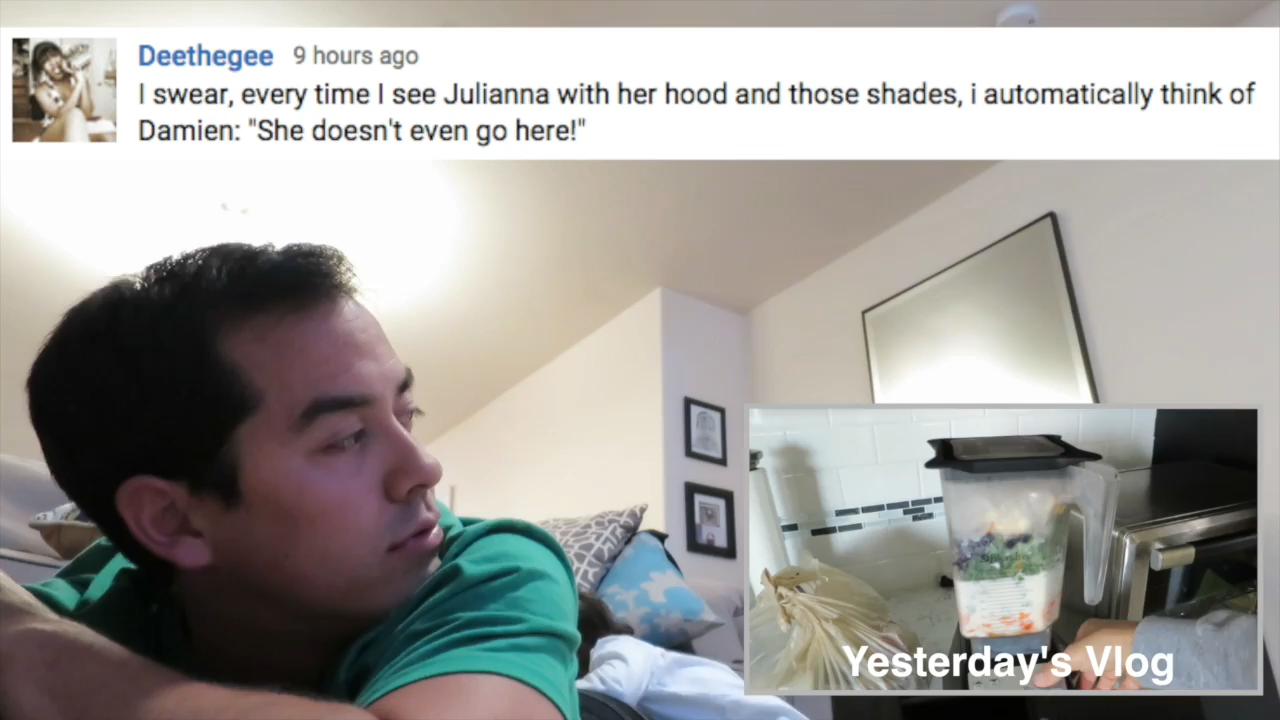 Deethegee 9 hours ago
I swear, every time I see Julianna with her hood and those shades, i automatically think of
Damien: "She doesn't even go here!"
Yesterday's Vlog